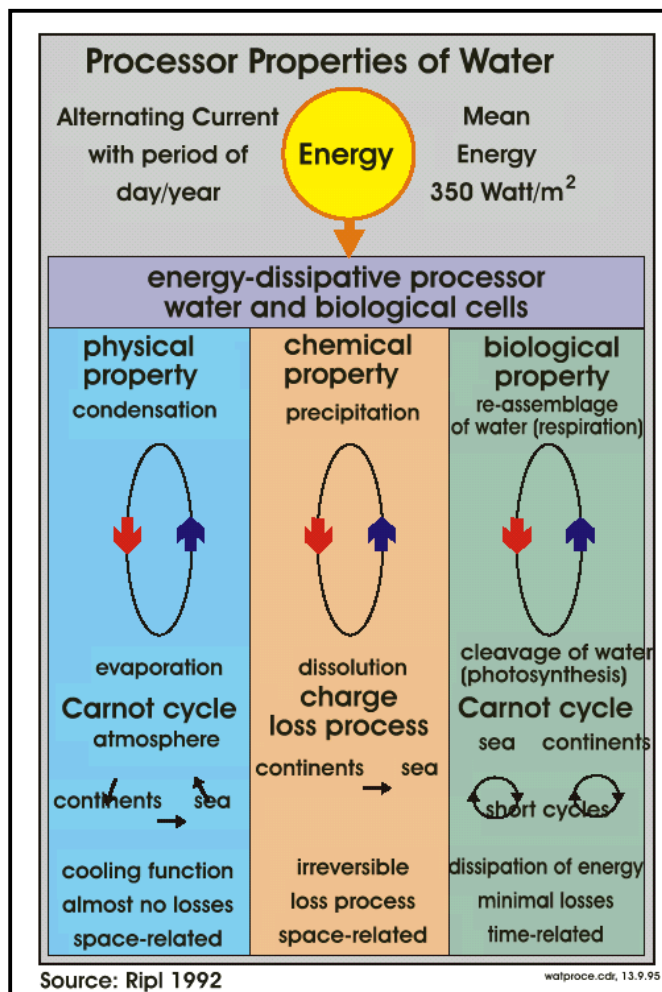 Processor Properties of Water
Alternating Current
with period of
day/year
Energy
Mean
Energy
350 Watt/m²
energy-dissipative processor
water and biological cells
physical
property
condensation
evaporation
Carnot cycle
atmosphere
continents sea
cooling function
almost no losses
space-related
chemical
property
precipitation
dissolution
charge
loss process
continents sea
irreversible
loss process
space-related
biological
property
re-assemblage
of water (respiration)
cleavage of water
(photosynthesis)
Carnot cycle
sea continents
short cycles
dissipation of energy
minimal losses
time-related
Source: Ripl 1992
watproce.cdr, 13.9.95